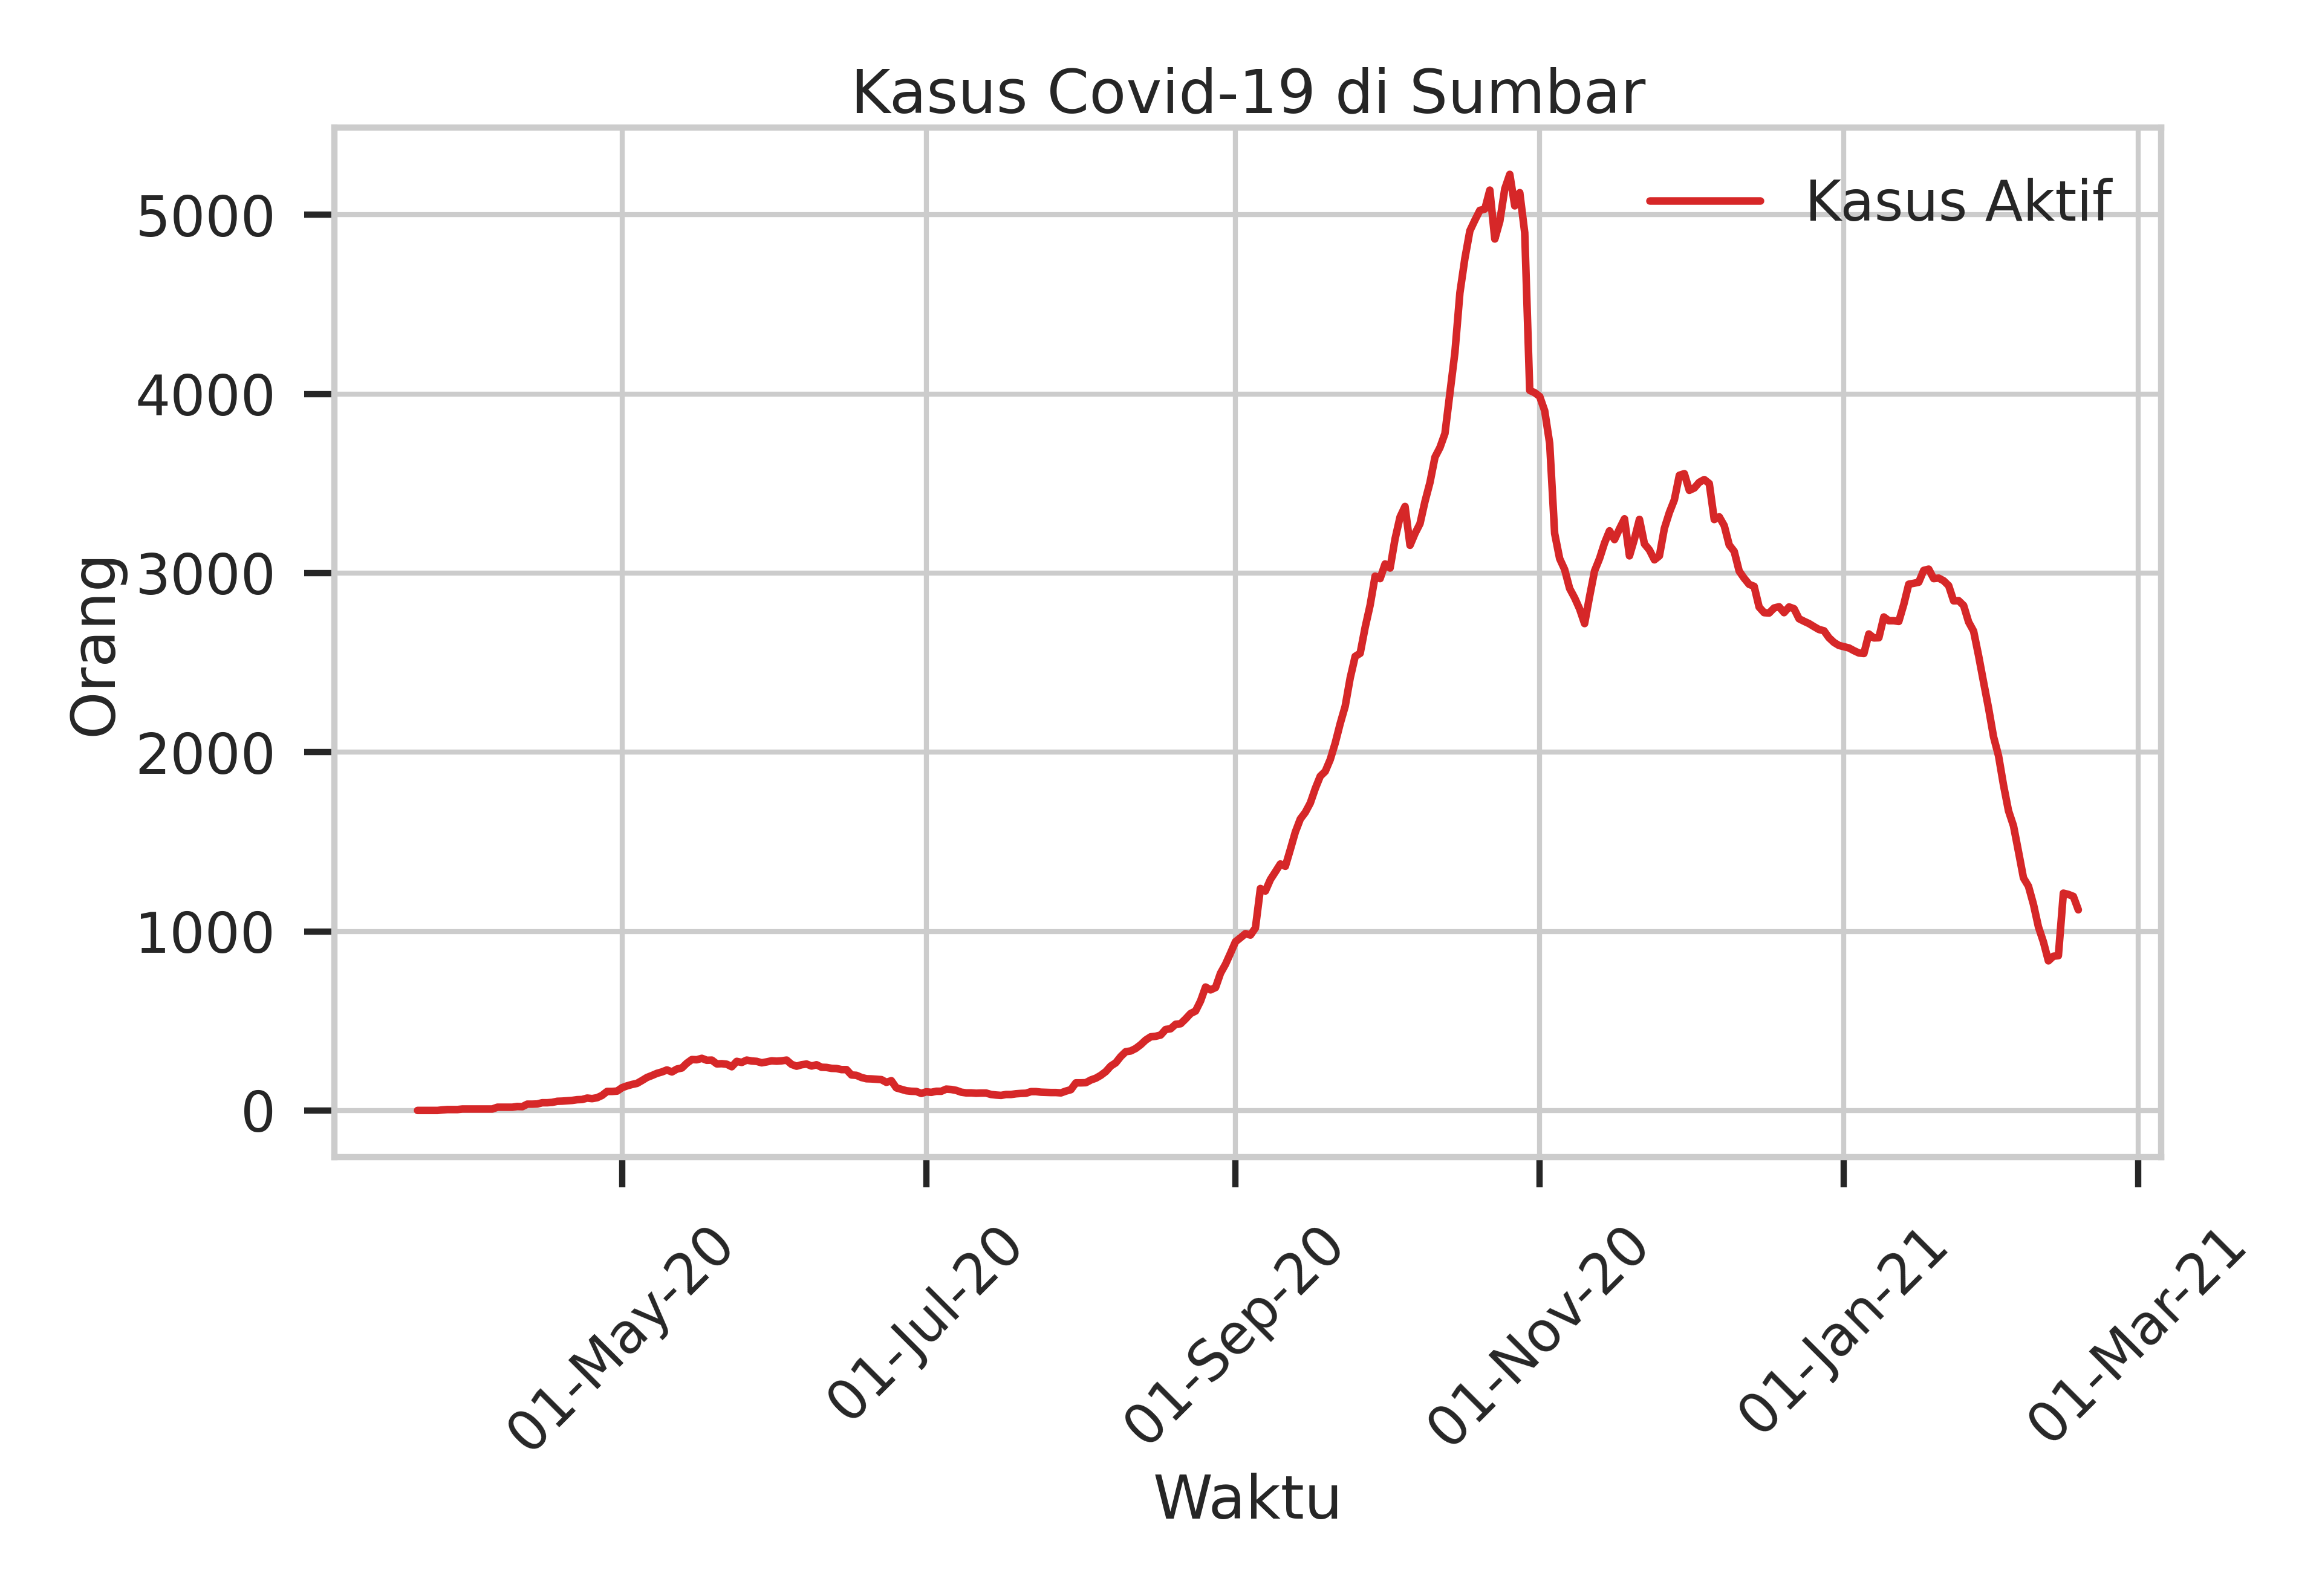 Kasus Covid-19 di Sumbar
Kasus Aktif
5000
4000
3000
2000
1000
0
Orang
01-May-20
01-Jul-20
01-Sep-20
01-Nov-20
01-Jan-21
01-Mar-21
Waktu